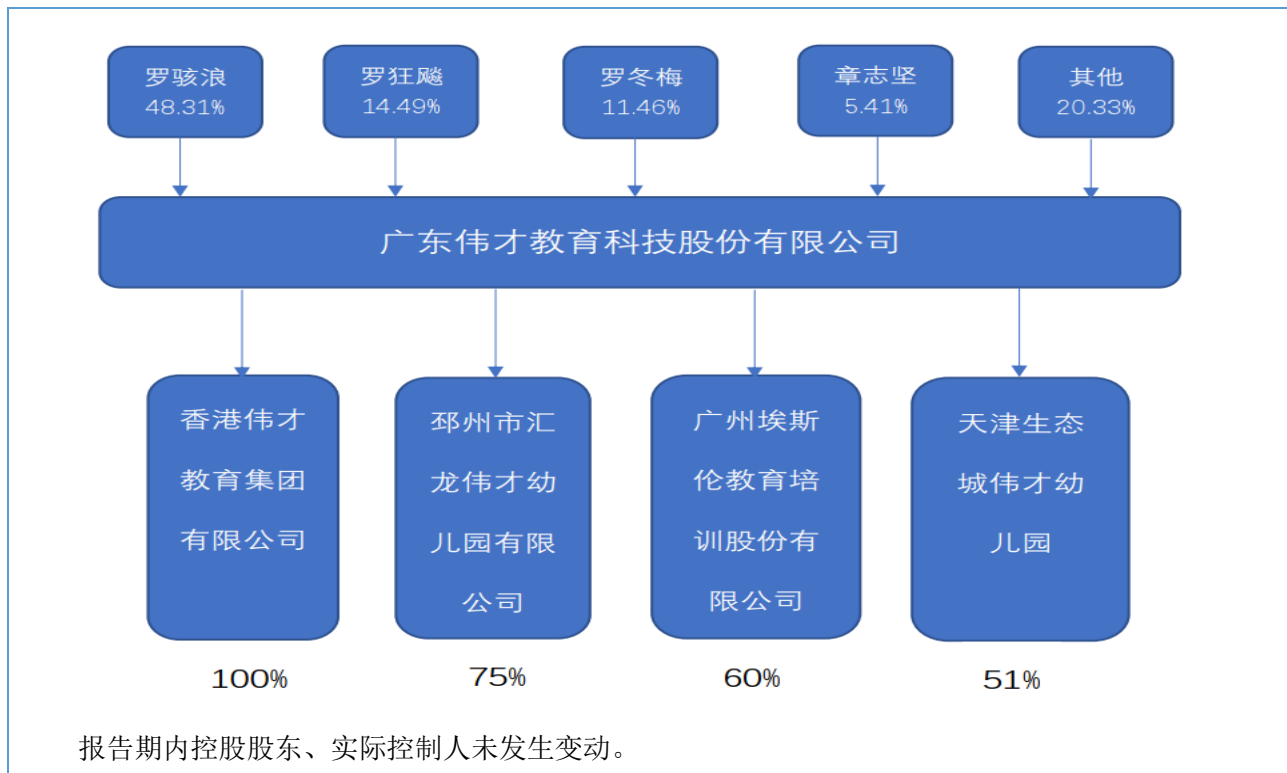 罗骇浪
48.31%
罗狂飚
14.49%
罗冬梅
11.46%
章志坚
5.41%
其他
20.33%
广东伟才教育科技股份有限公司
香港伟才
教育集团
有限公司
邳州市汇
龙伟才幼
儿园有限
公司
广州埃斯
伦教育培
训股份有
限公司
天津生态
城伟才幼
儿园
100%
75%
60%
51%
报告期内控股股东、实际控制人未发生变动。